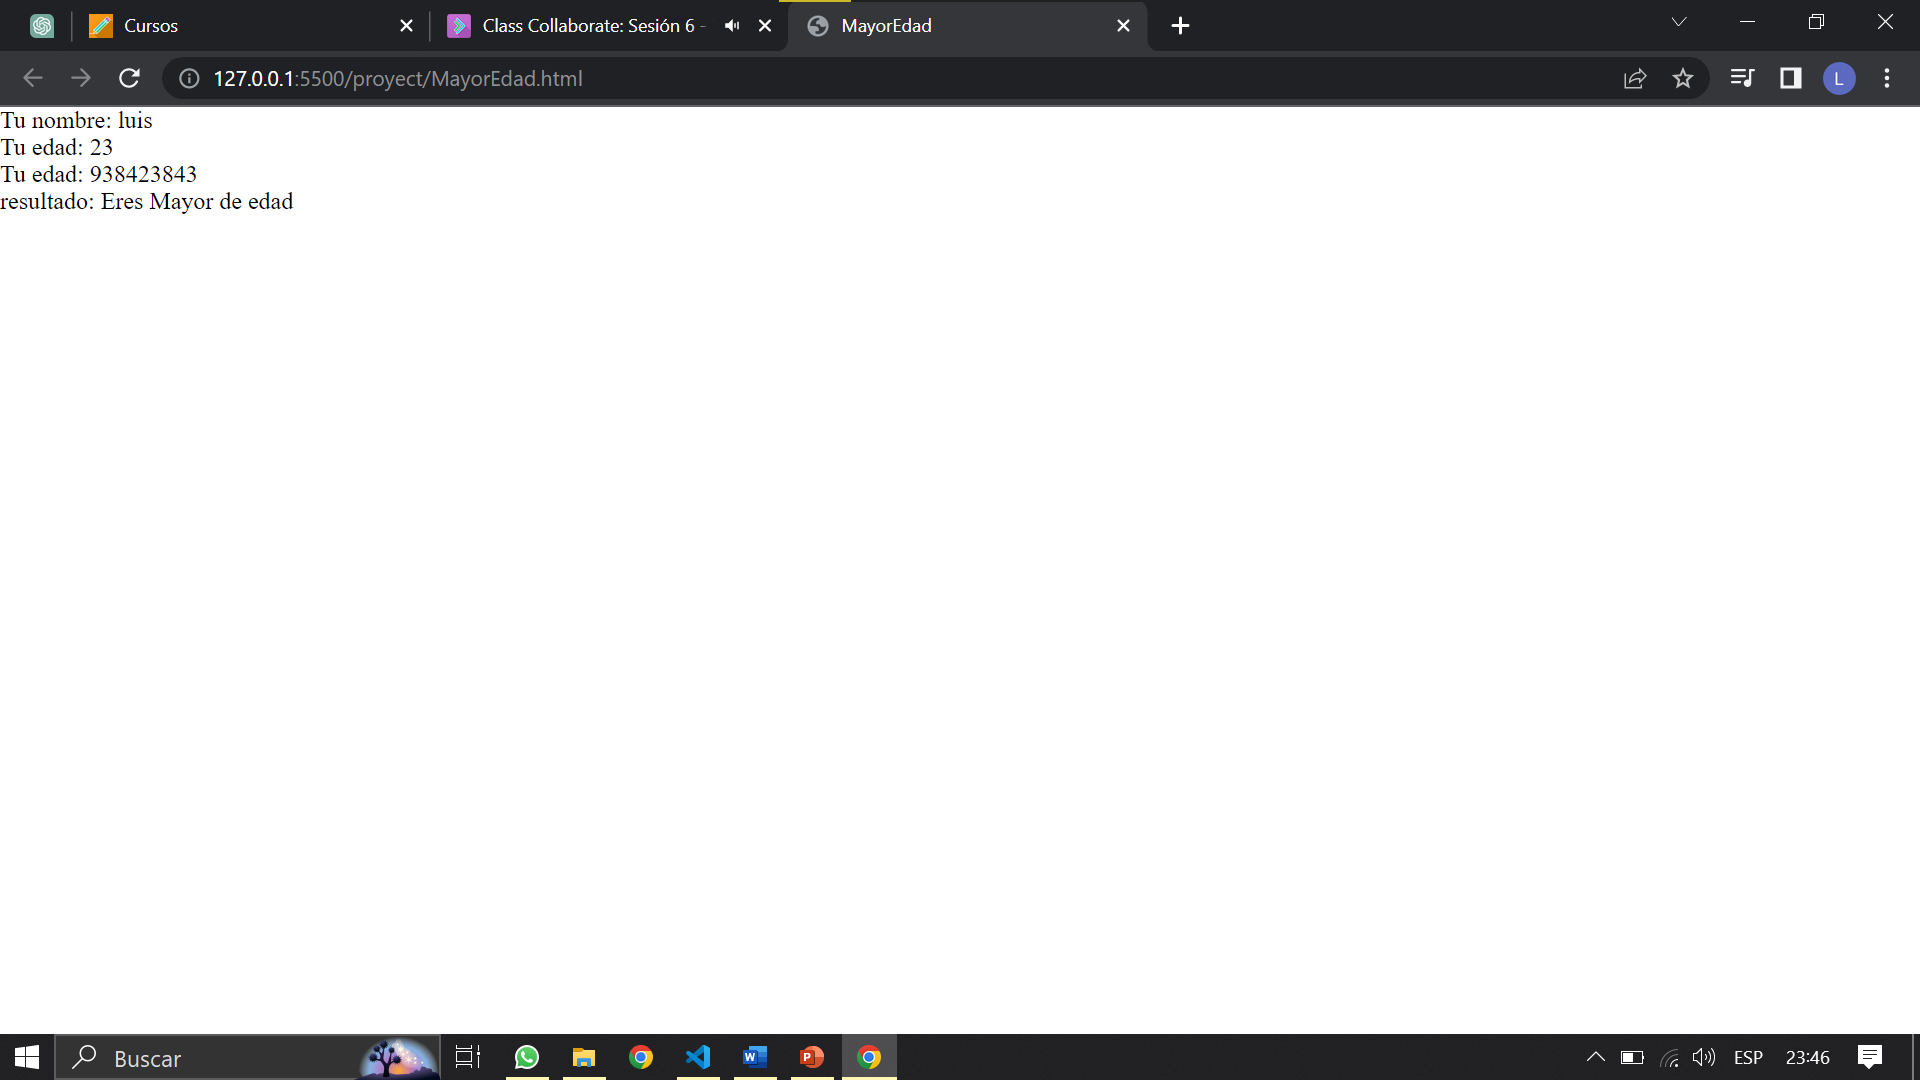 Cursos
Class Collaborate: Sesión 6 -
MayorEdad
127.0.0.1:5500/proyect/MayorEdad.html
L
Tu nombre: luis
Tu edad: 23
Tu edad: 938423843
resultado: Eres Mayor de edad
Buscar
W
P
ESP
23:46